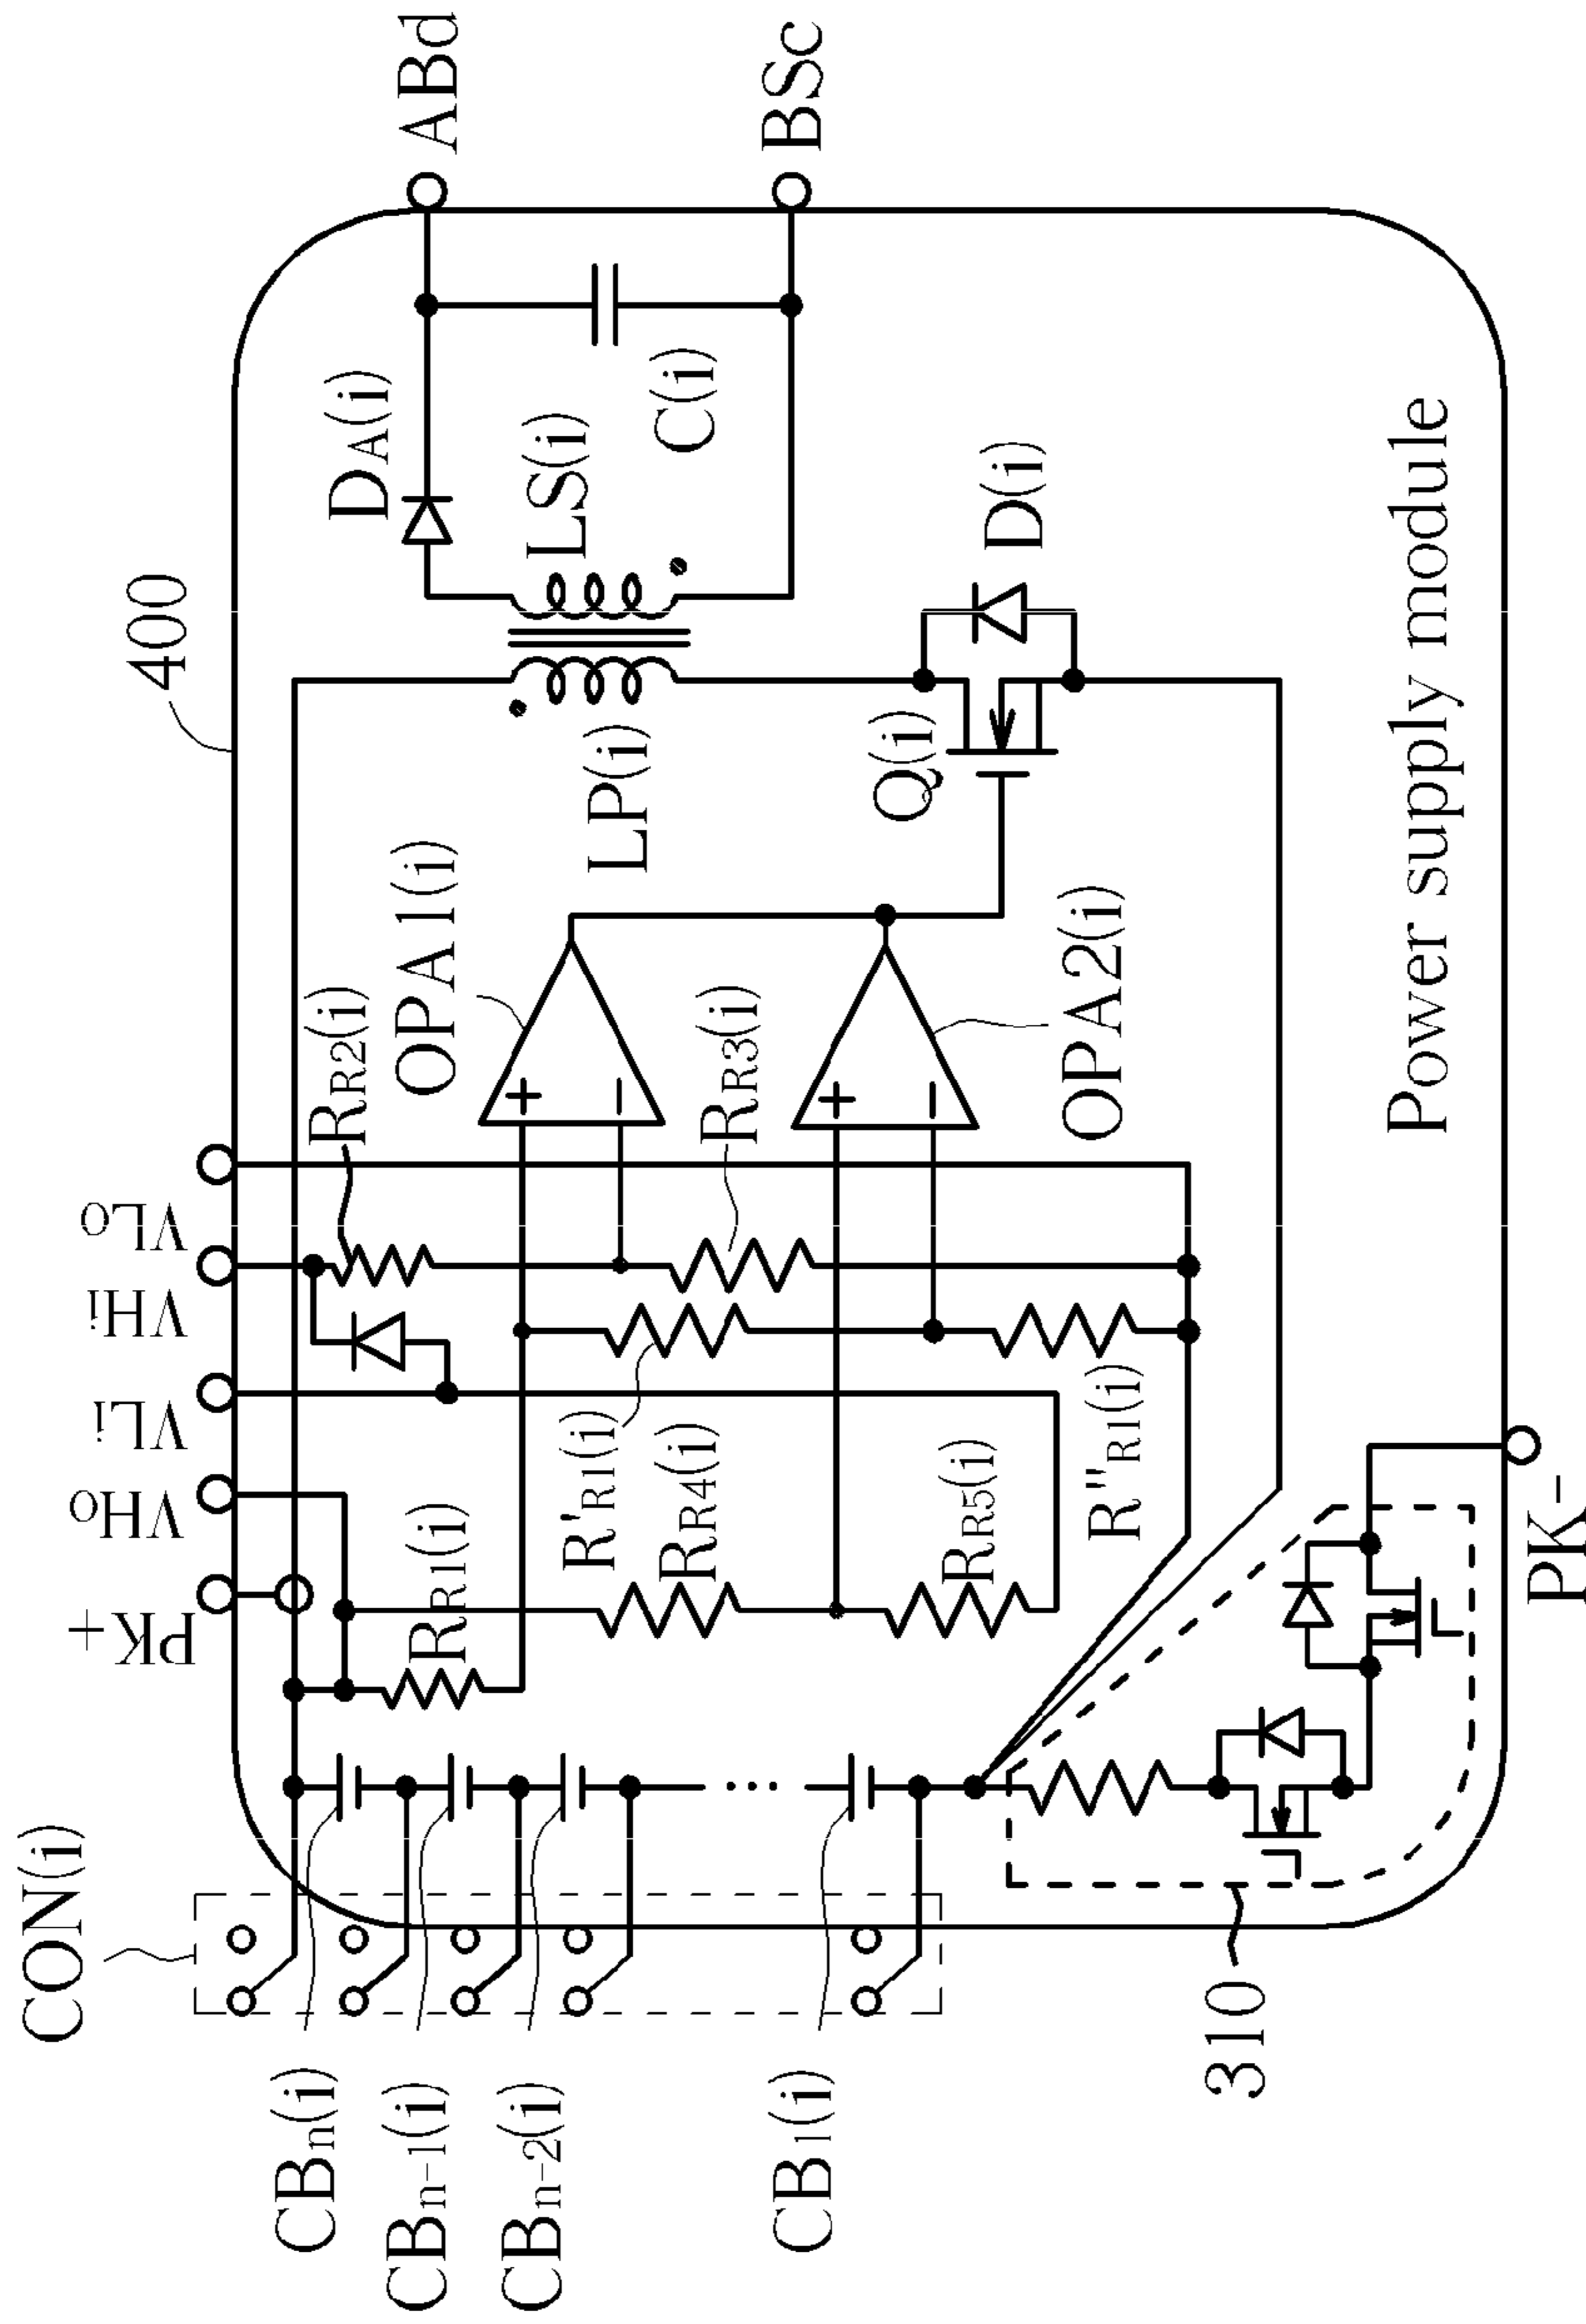 400
CON(i)
PK+
VHo
VLi
VHi
VLo
ABd
BSc
CBn(i)
CBn-1(i)
CBn-2(i)
CB1(i)
RR1(i)
RR2(i)
OPA1(i)
DA(i)
LS(i)
C(i)
LP(i)
R'R1(i)
RR4(i)
RR3(i)
RR5(i)
OPA2(i)
Q(i)
D(i)
R"R1(i)
310
Power supply module
PK-
+
−
+
−